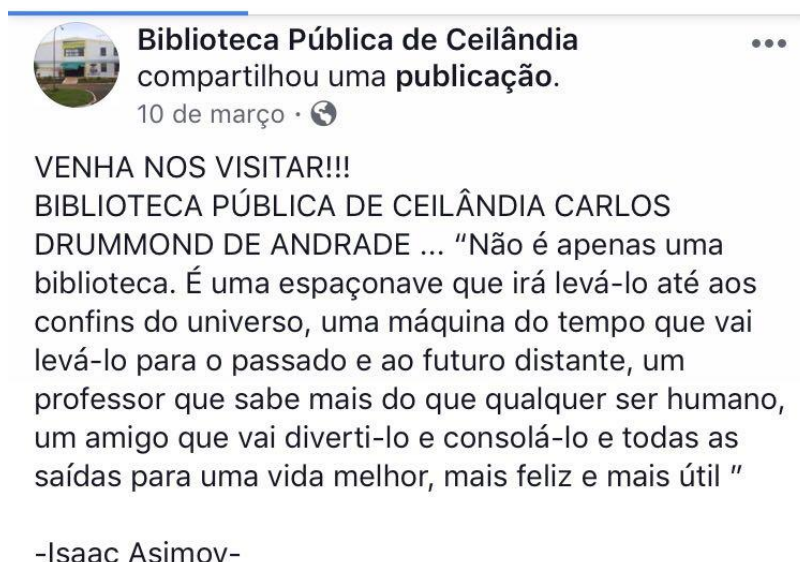 Biblioteca Pública de Ceilândia
compartilhou uma publicação.
10 de março ·
VENHA NOS VISITAR!!!
BIBLIOTECA PÚBLICA DE CEILÂNDIA CARLOS
DRUMMOND DE ANDRADE ... “Não é apenas uma
biblioteca. É uma espaçonave que irá levá-lo até aos
confins do universo, uma máquina do tempo que vai
levá-lo para o passado e ao futuro distante, um
professor que sabe mais do que qualquer ser humano,
um amigo que vai diverti-lo e consolá-lo e todas as
saídas para uma vida melhor, mais feliz e mais útil ”
-Isaac Asimov-